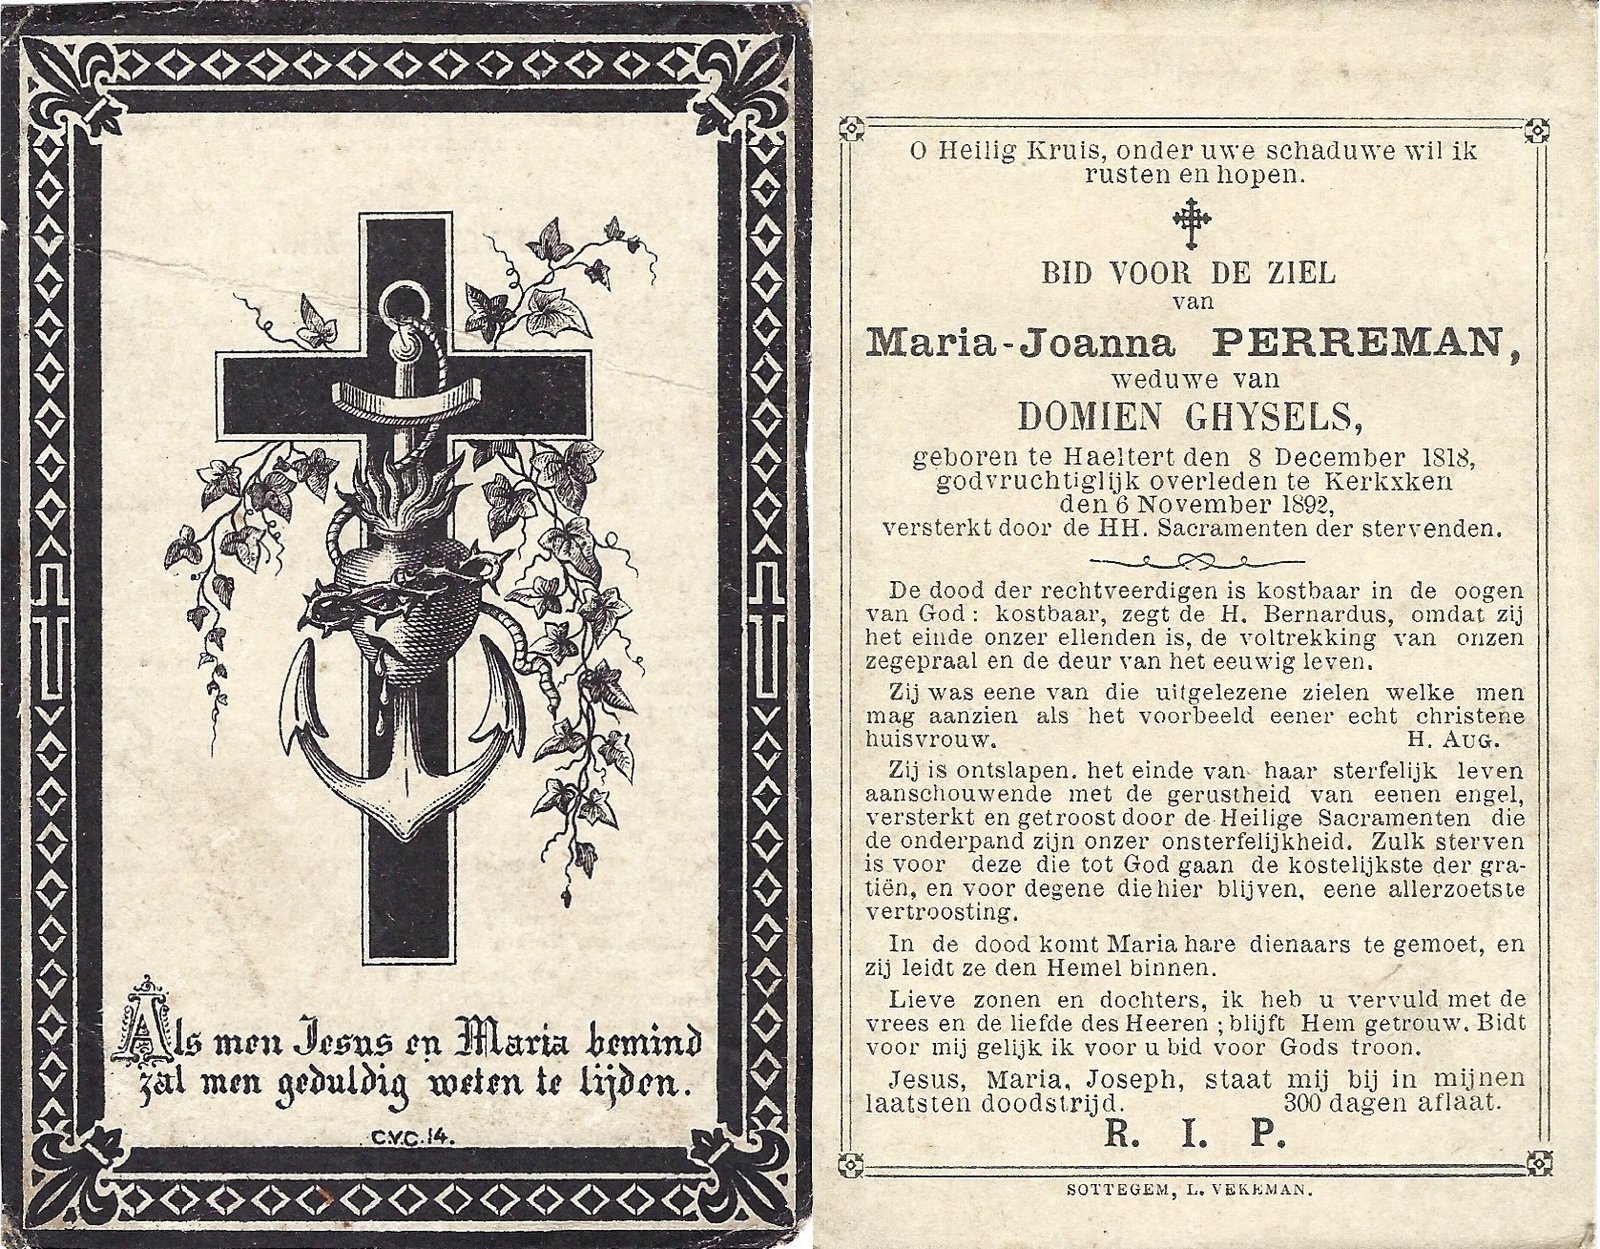 Als men Jesus en Maria bemind
zal men geduldig weten te lijden.
C.V.C. 14.
O Heilig Kruis, onder uwe schaduwe wil ik
rusten en hopen.
BID VOOR DE ZIEL
van
Maria-Joanna PERREMAN,
weduwe van
DOMIEN GHYSELS,
geboren te Haeltert den 8 December 1818,
godvruchtiglijk overleden te Kerkxken
den 6 November 1892,
versterkt door de HH. Sacramenten der stervenden.
De dood der rechtveerdigen is kostbaar in de oogen
van God : kostbaar, zegt de H. Bernardus, omdat zij
het einde onzer ellenden is, de voltrekking van onzen
zegepraal en de deur van het eeuwig leven.
Zij was eene van die uitgelezene zielen welke men
mag aanzien als het voorbeeld eener echt christene
huisvrouw. H. AUG.
Zij is ontslapen. het einde van haar sterfelijk leven
aanschouwende met de gerustheid van eenen engel,
versterkt en getroost door de Heilige Sacramenten die
de onderpand zijn onzer onsterfelijkheid. Zulk sterven
is voor deze die tot God gaan de kostelijkste der gra-
tiën, en voor degene die hier blijven, eene allerzoetste
vertroosting.
In de dood komt Maria hare dienaars te gemoet, en
zij leidt ze den Hemel binnen.
Lieve zonen en dochters, ik heb u vervuld met de
vrees en de liefde des Heeren ; blijft Hem getrouw. Bidt
voor mij gelijk ik voor u bid voor Gods troon.
Jesus, Maria, Joseph, staat mij bij in mijnen
laatsten doodstrijd. 300 dagen aflaat.
R. I. P.
SOTTEGEM, L. VEKEMAN.